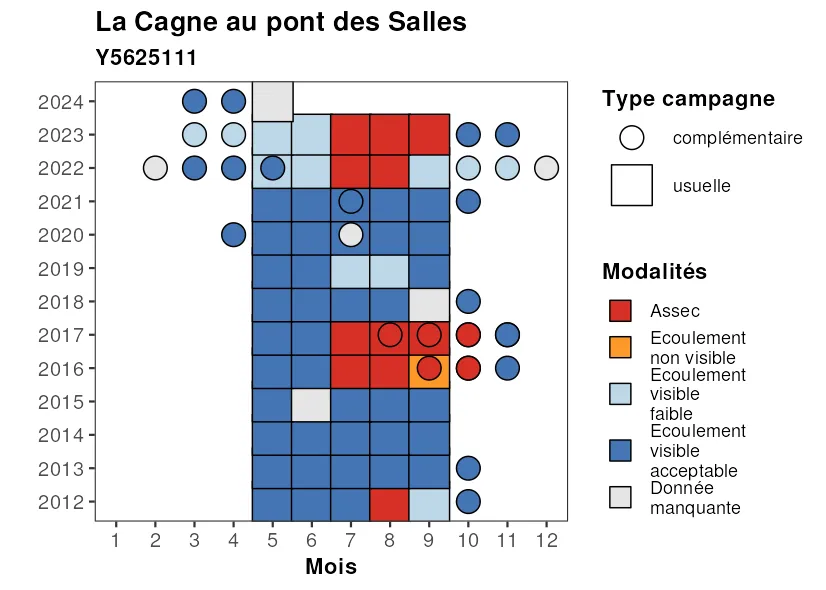 La Cagne au pont des Salles
Y5625111
2024
2023
2022
2021
2020
2019
2018
2017
2016
2015
2014
2013
2012
1 2 3 4 5 6 7 8 9 10 11 12
Mois
Type campagne
complémentaire
usuelle
Modalités
Assec
Ecoulement
non visible
Ecoulement
visible
faible
Ecoulement
visible
acceptable
Donnée
manquante